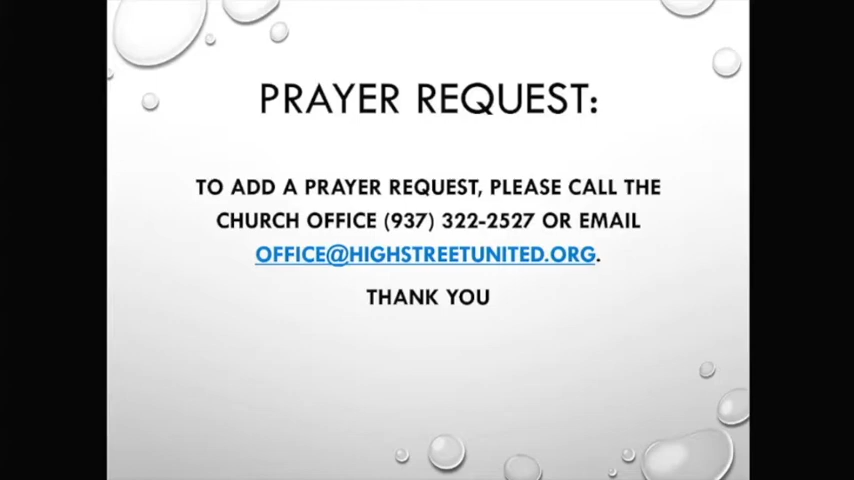 PRAYER REQUEST:
TO ADD A PRAYER REQUEST, PLEASE CALL THE
CHURCH OFFICE (937) 322-2527 OR EMAIL
OFFICE@HIGHSTREETUNITED.ORG.
THANK YOU